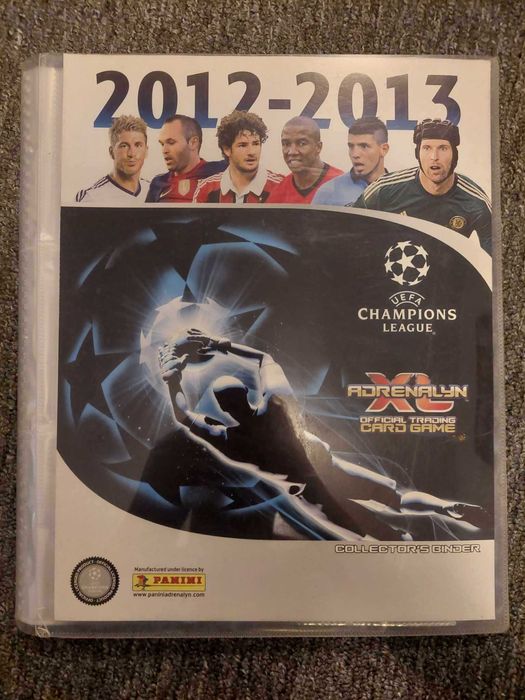 2012-2013
UEFA
CHAMPIONS
LEAGUE
ADRENALYN
XL
OFFICIAL TRADING
CARD GAME
COLLECTOR'S BINDER
Manufactured under licence by
PANINI
www.paniniadrenalyn.com